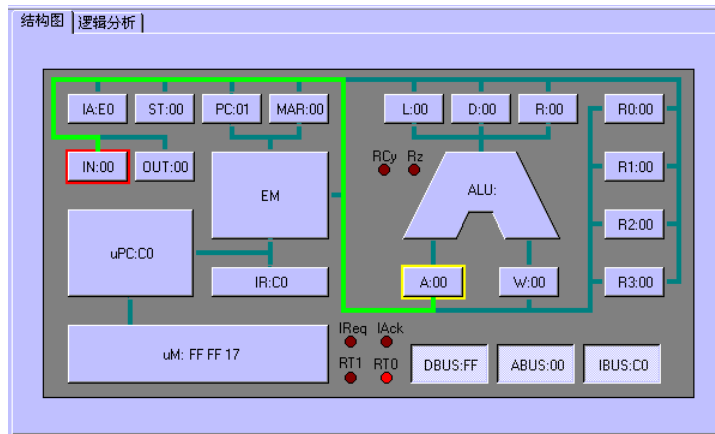 结构图 逻辑分析
IA:E0 ST:00 PC:01 MAR:00 L:00 D:00 R:00 R0:00
IN:00 OUT:00 EM RCy Rz ALU: R1:00
R2:00
uPC:C0 IR:C0 A:00 W:00 R3:00
uM: FF FF 17 IReq IAck
RT1 RT0 DBUS:FF ABUS:00 IBUS:C0